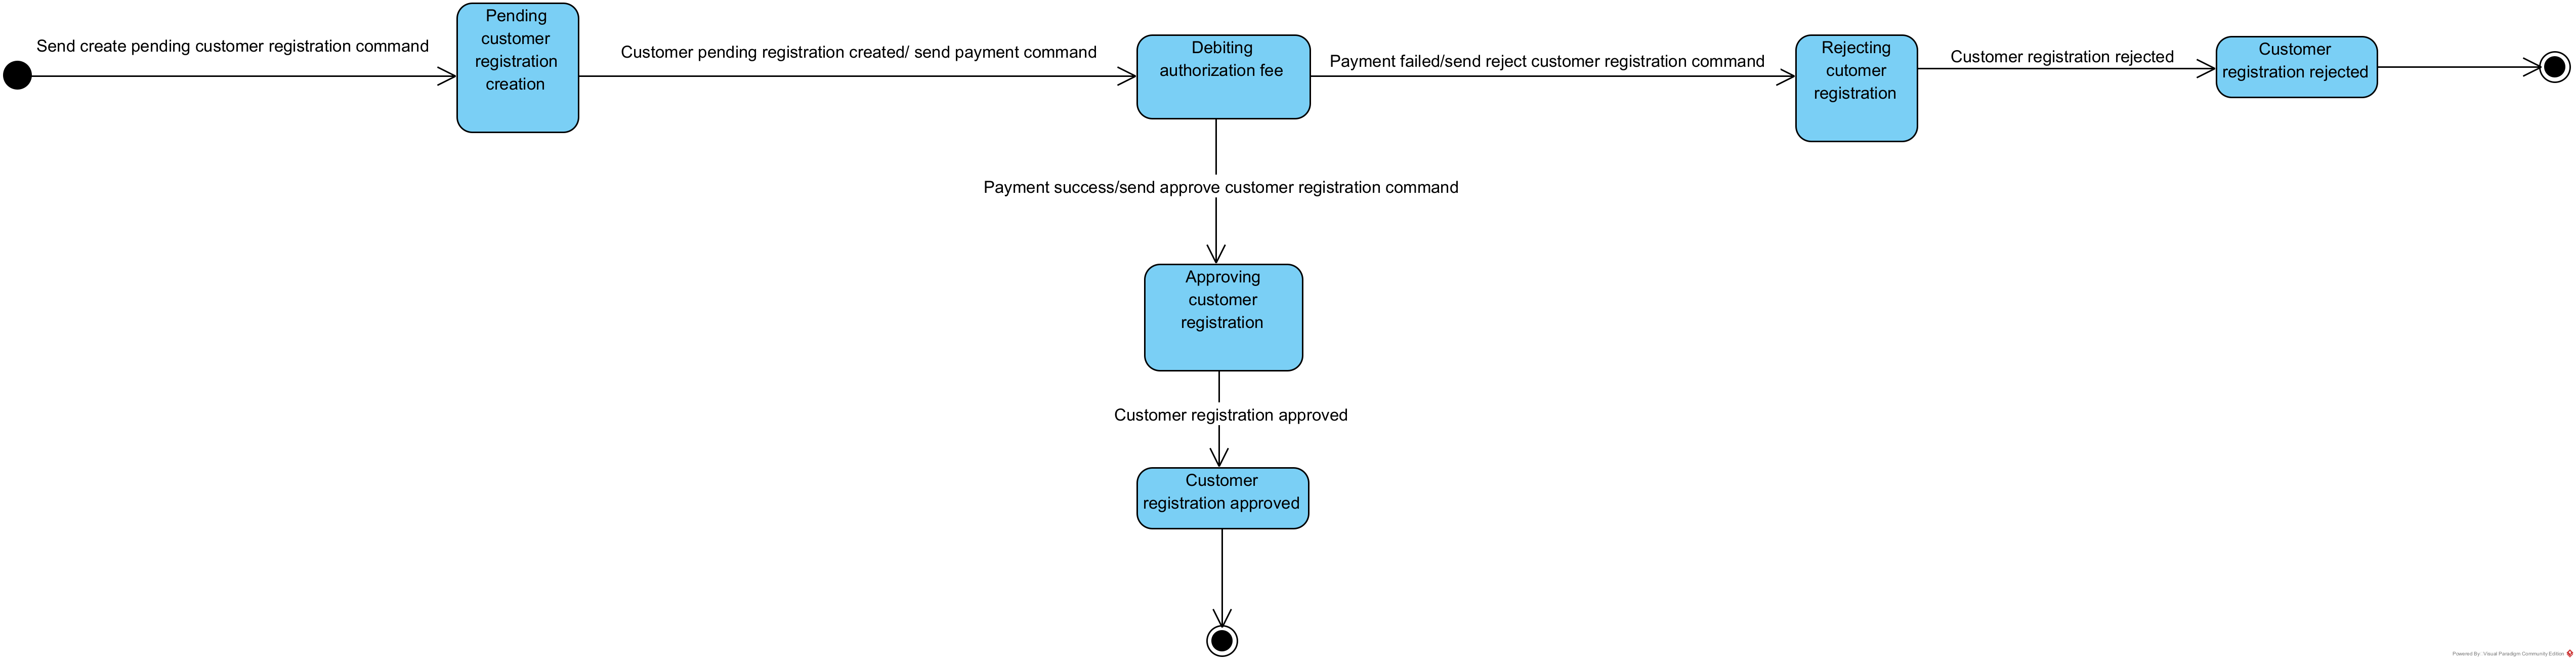 Send create pending customer registration command
Pending
customer
registration
creation
Customer pending registration created/ send payment command
Debiting
authorization fee
Payment failed/send reject customer registration command
Rejecting
cutomer
registration
Customer registration rejected
Customer
registration rejected
Payment success/send approve customer registration command
Approving
customer
registration
Customer registration approved
Customer
registration approved
Powered By: Visual Paradigm Community Edition